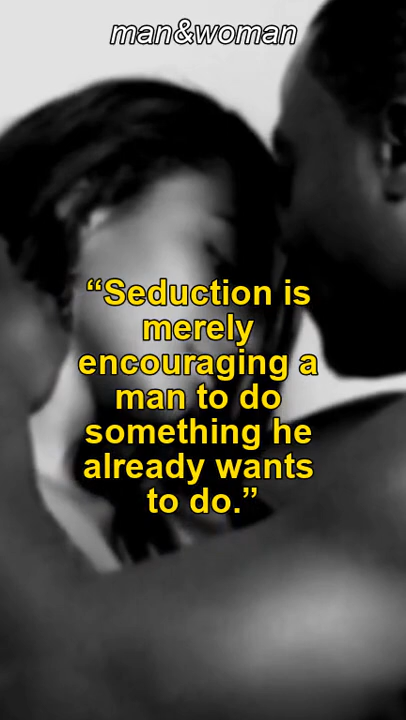 man&woman
“Seduction is
merely
encouraging a
man to do
something he
already wants
to do.”